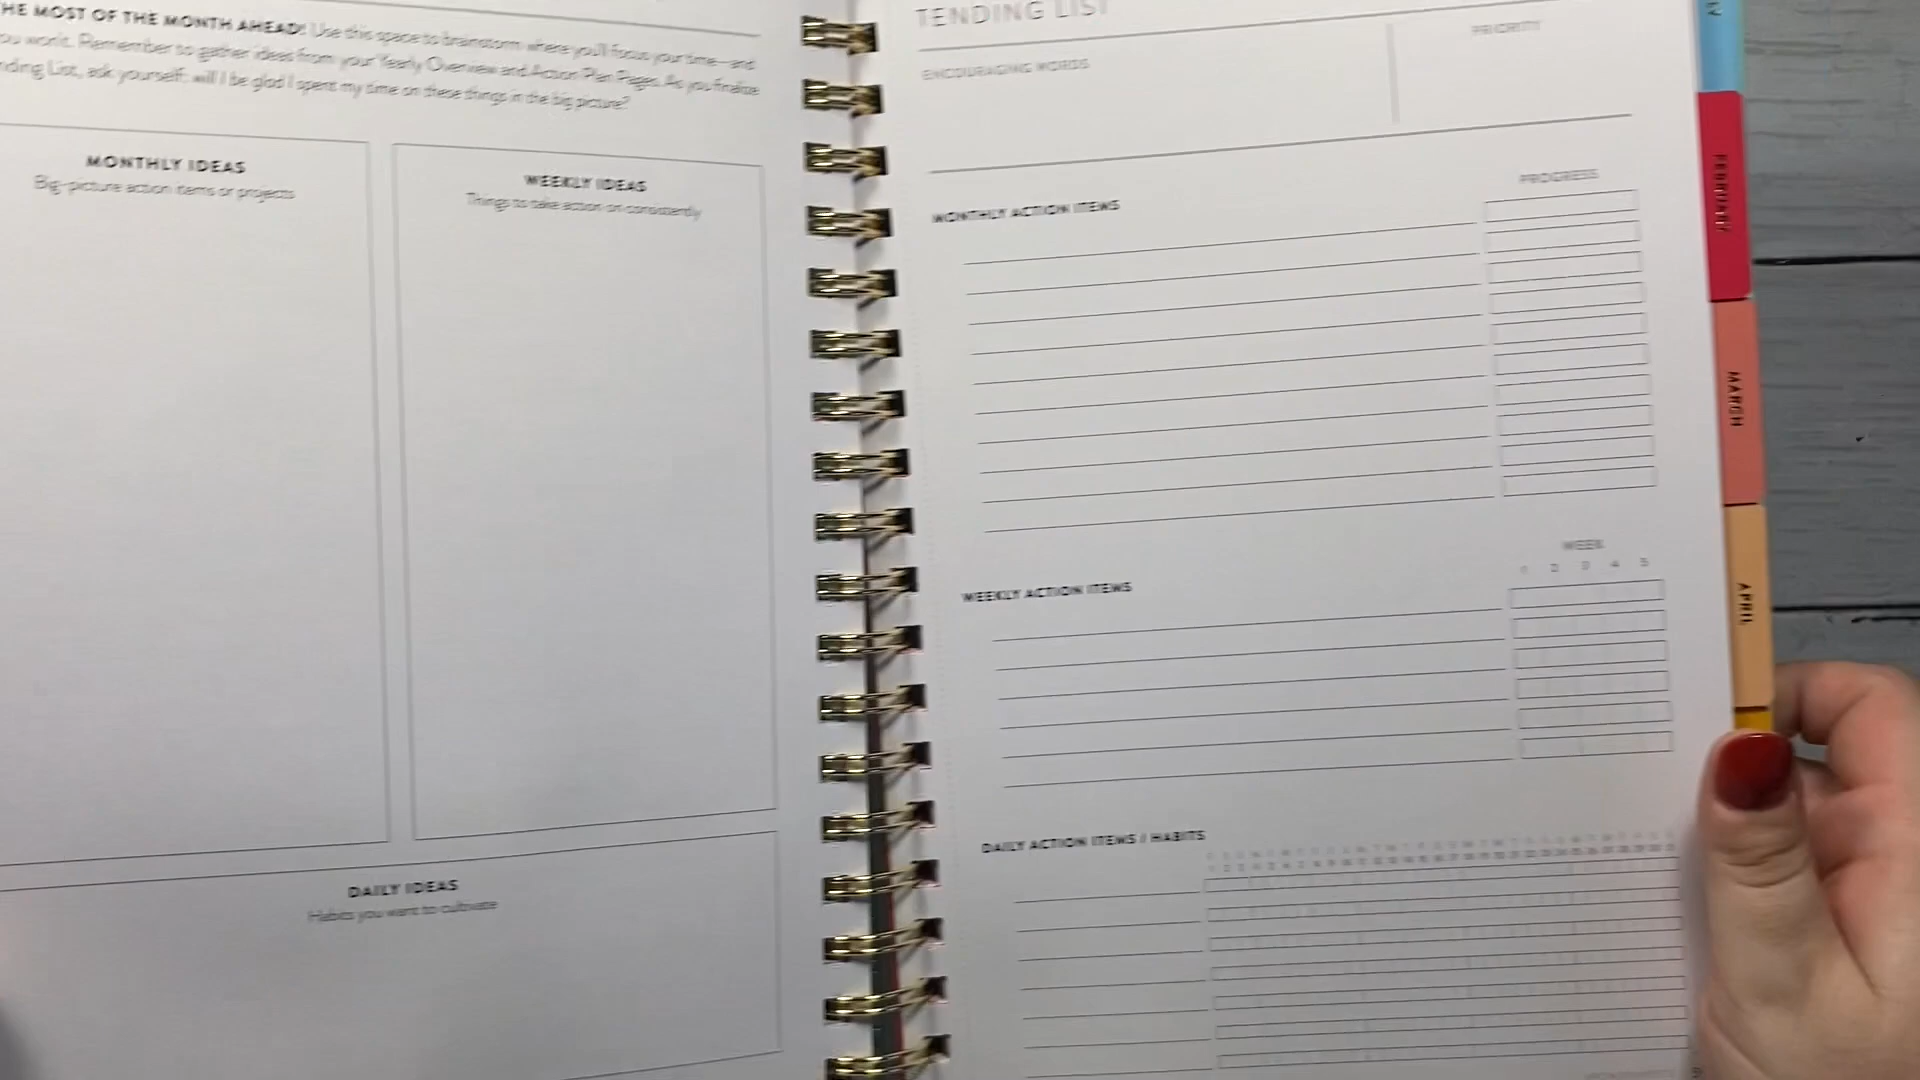 THE MOST OF THE MONTH AHEAD! Use this space to brainstorm where you'll focus your time—and
work. Remember to gather ideas from your Yearly Overview and Action Plan Pages. As you finalize
List, ask yourself: will I be glad I spent my time on these things in the big picture?
MONTHLY IDEAS
Big-picture action items or projects
WEEKLY IDEAS
Things to take action on consistently
DAILY IDEAS
Habits you want to cultivate
TENDING LIST
ENCOURAGING WORDS
PRIORITY
PROGRESS
MONTHLY ACTION ITEMS
WEEK
1 2 3 4 5
WEEKLY ACTION ITEMS
DAILY ACTION ITEMS / HABITS
FEBRUARY
MARCH
APRIL